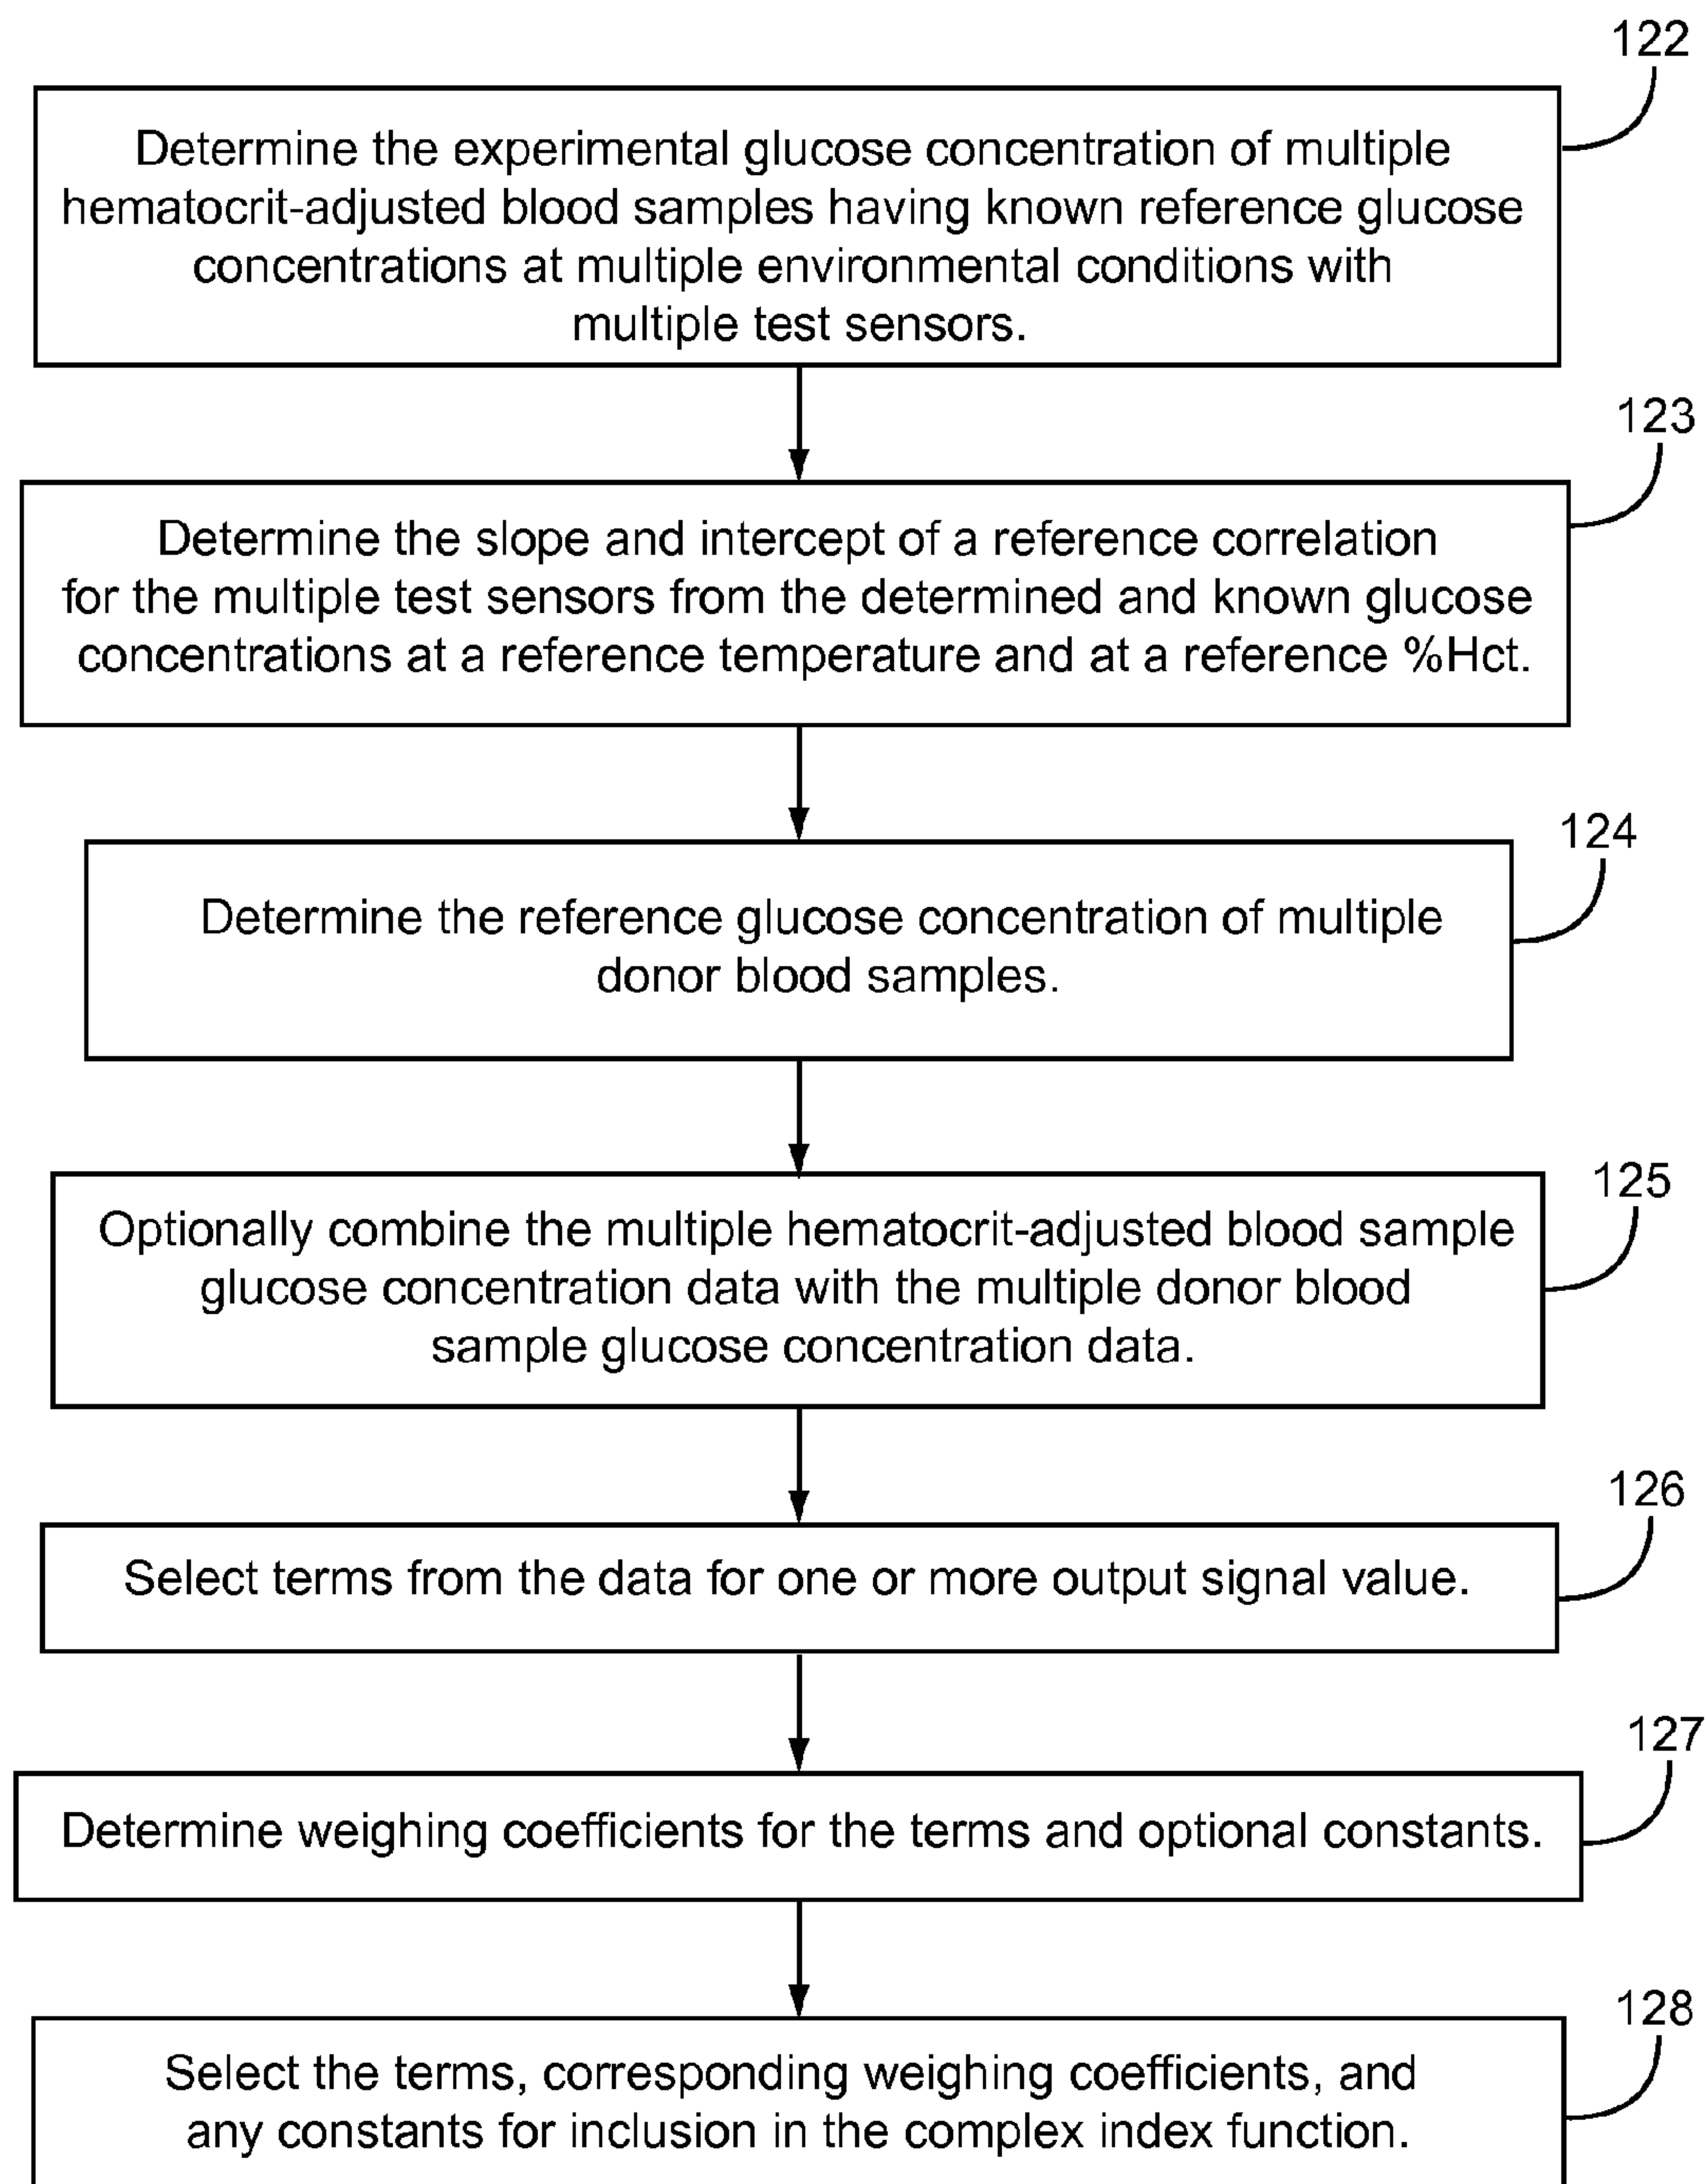 122
Determine the experimental glucose concentration of multiple
hematocrit-adjusted blood samples having known reference glucose
concentrations at multiple environmental conditions with
multiple test sensors.
123
Determine the slope and intercept of a reference correlation
for the multiple test sensors from the determined and known glucose
concentrations at a reference temperature and at a reference %Hct.
124
Determine the reference glucose concentration of multiple
donor blood samples.
125
Optionally combine the multiple hematocrit-adjusted blood sample
glucose concentration data with the multiple donor blood
sample glucose concentration data.
126
Select terms from the data for one or more output signal value.
127
Determine weighing coefficients for the terms and optional constants.
128
Select the terms, corresponding weighing coefficients, and
any constants for inclusion in the complex index function.